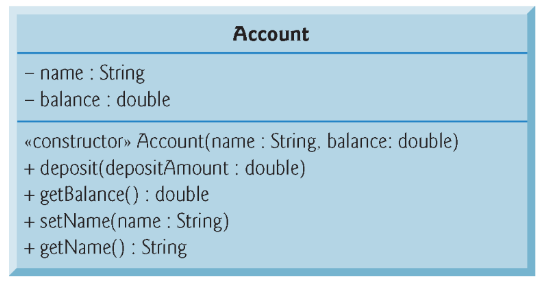 Account
– name : String
– balance : double
«constructor» Account(name : String, balance: double)
+ deposit(depositAmount : double)
+ getBalance() : double
+ setName(name : String)
+ getName() : String